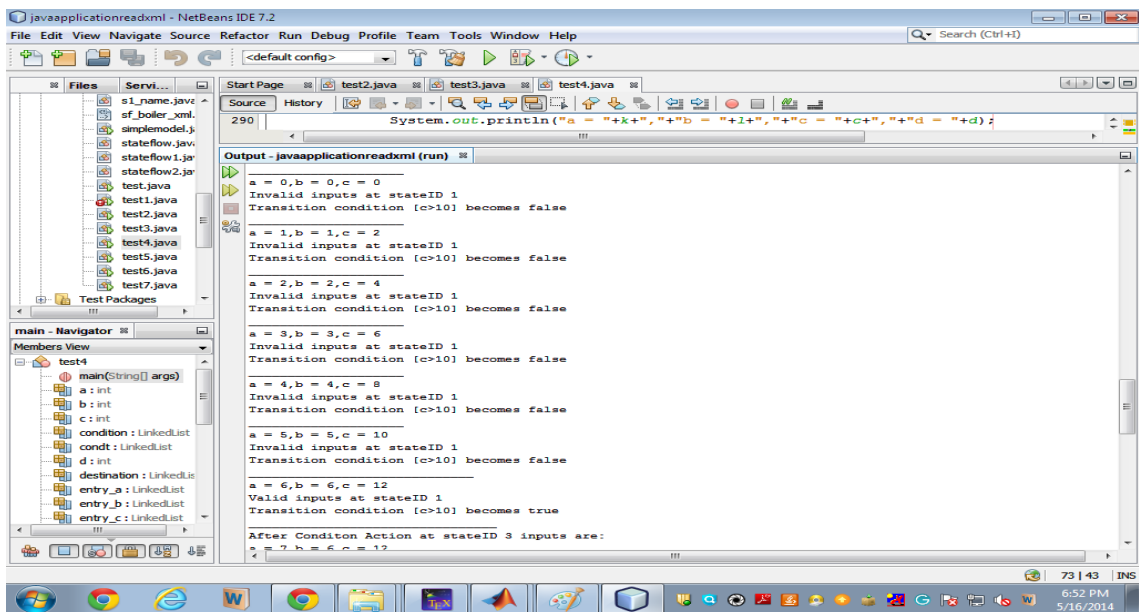 javaapplicationreadxml - NetBeans IDE 7.2
File Edit View Navigate Source Refactor Run Debug Profile Team Tools Window Help
Search (Ctrl+I)
<default config>
Files Servi...
s1_name.java
sf_boiler_xml.
simplemodel.ja
stateflow.java
stateflow1.jav
stateflow2.jav
test.java
test1.java
test2.java
test3.java
test4.java
test5.java
test6.java
test7.java
Test Packages
main - Navigator
Members View
test4
main(String[] args)
a : int
b : int
c : int
condition : LinkedList
condt : LinkedList
d : int
destination : LinkedLis
entry_a : LinkedList
entry_b : LinkedList
entry_c : LinkedList
Start Page test2.java test3.java test4.java
Source History
290 System.out.println("a = "+k+","+"b = "+l+","+"c = "+c+","+"d = "+d);
Output - javaapplicationreadxml (run)
a = 0,b = 0,c = 0
Invalid inputs at stateID 1
Transition condition [c>10] becomes false
a = 1,b = 1,c = 2
Invalid inputs at stateID 1
Transition condition [c>10] becomes false
a = 2,b = 2,c = 4
Invalid inputs at stateID 1
Transition condition [c>10] becomes false
a = 3,b = 3,c = 6
Invalid inputs at stateID 1
Transition condition [c>10] becomes false
a = 4,b = 4,c = 8
Invalid inputs at stateID 1
Transition condition [c>10] becomes false
a = 5,b = 5,c = 10
Invalid inputs at stateID 1
Transition condition [c>10] becomes false
a = 6,b = 6,c = 12
Valid inputs at stateID 1
Transition condition [c>10] becomes true
After Conditon Action at stateID 3 inputs are:
a = 7,b = 6,c = 12
73 | 43 INS
TEX
6:52 PM
5/16/2014